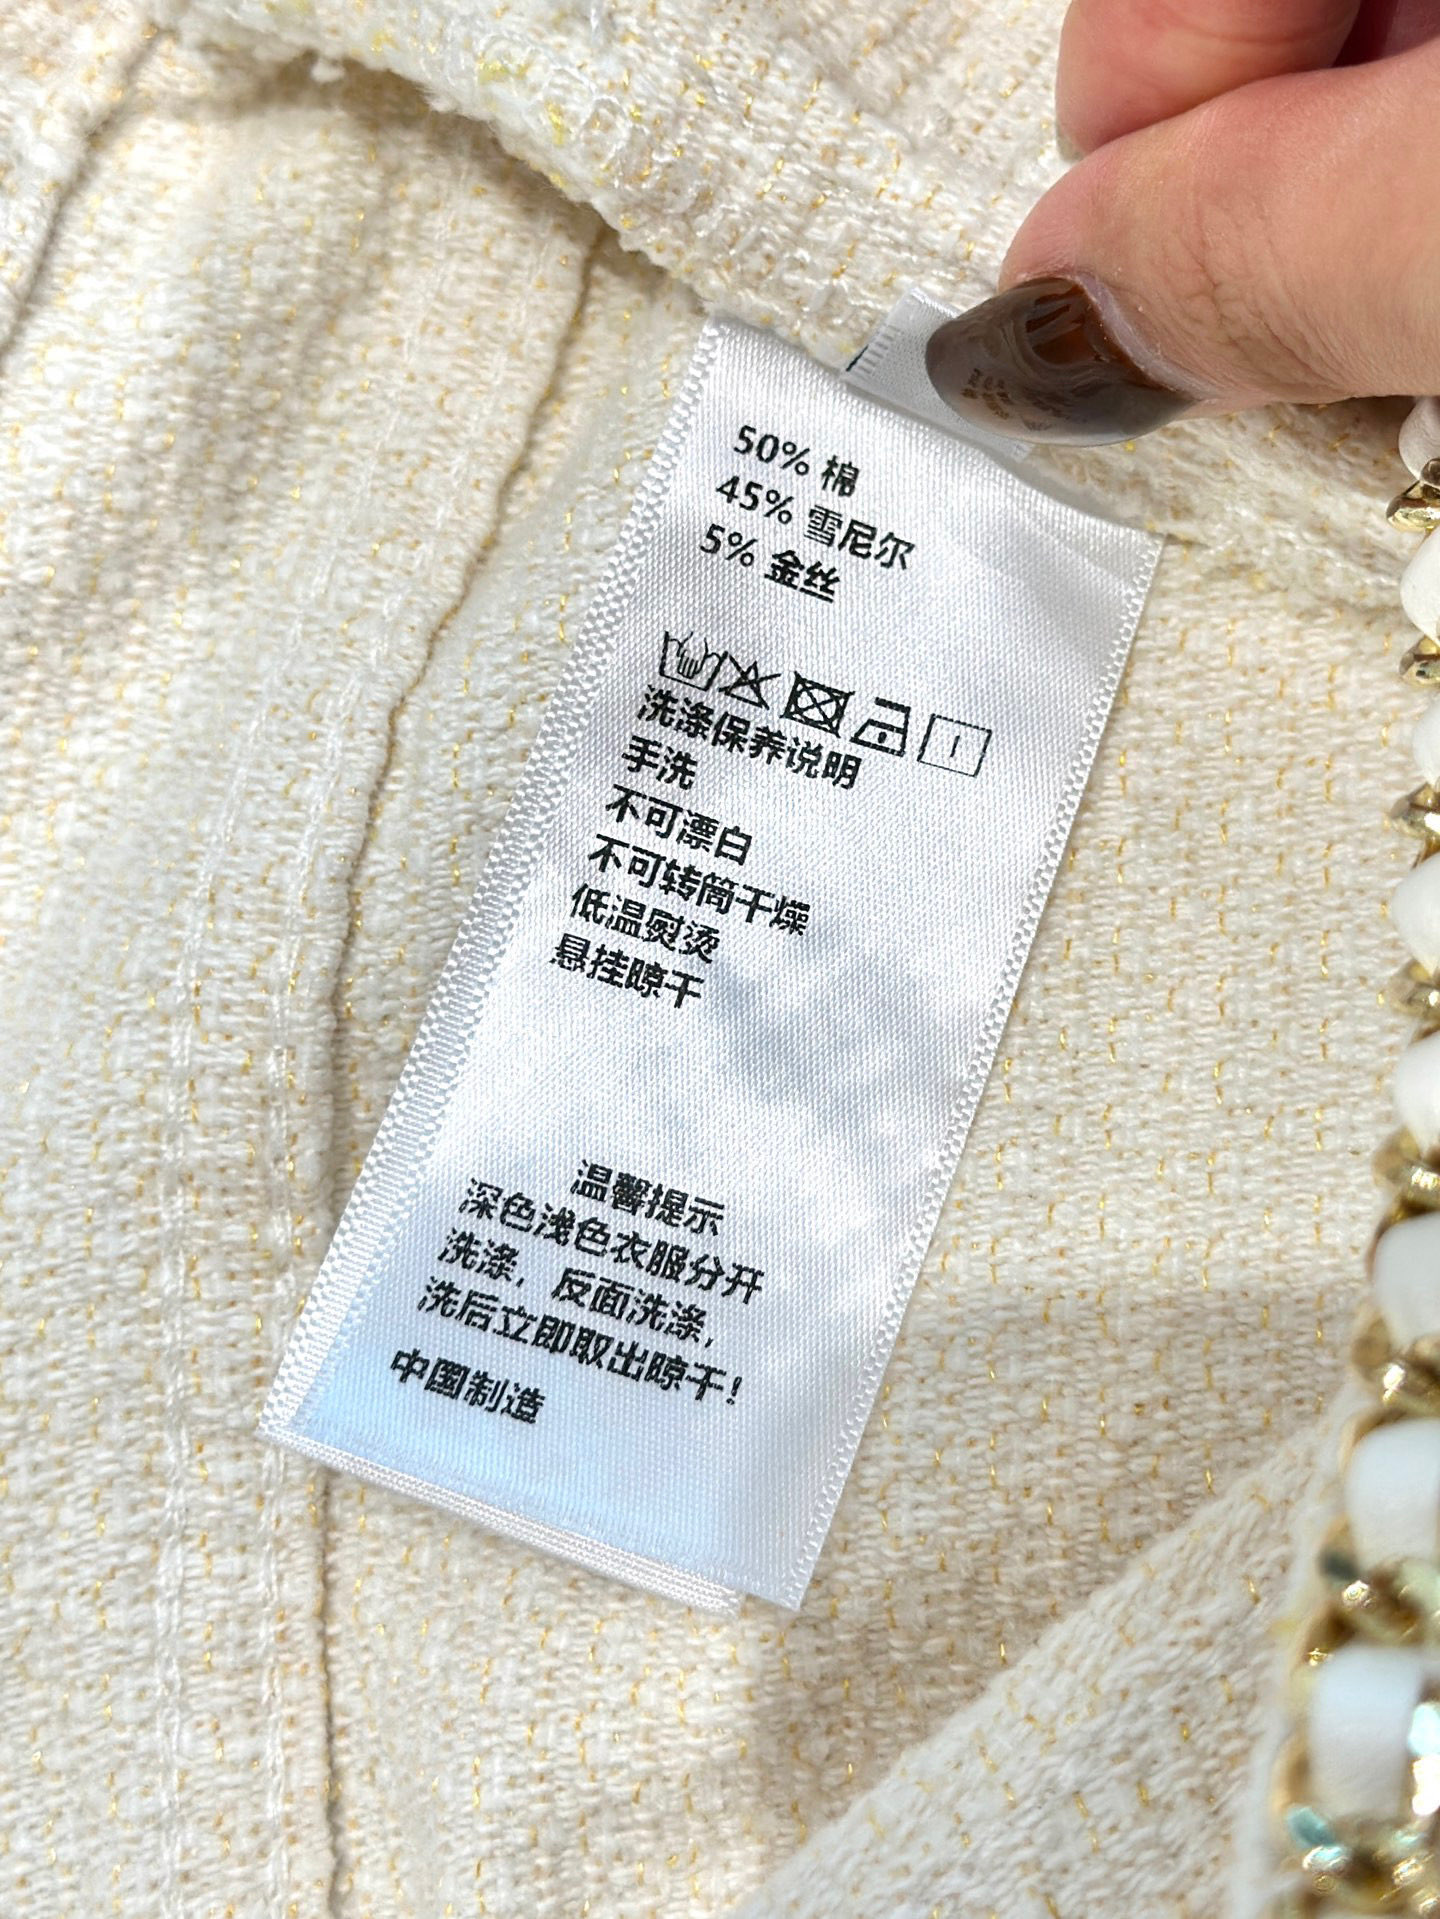 50% 棉
45% 雪尼尔
5% 金丝
洗涤保养说明
手洗
不可漂白
不可转筒干燥
低温熨烫
悬挂晾干
温馨提示
深色浅色衣服分开
洗涤，反面洗涤，
洗后立即取出晾干！
中国制造